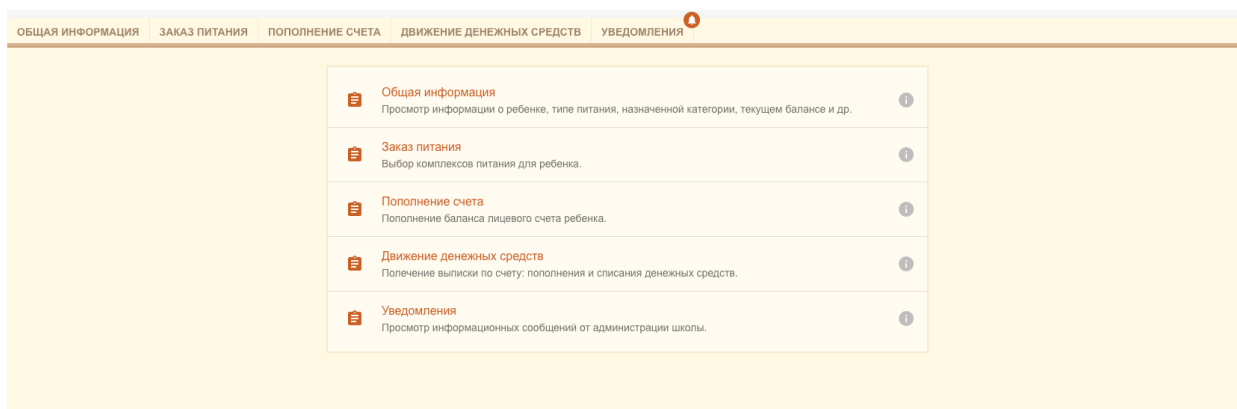 ОБЩАЯ ИНФОРМАЦИЯ ЗАКАЗ ПИТАНИЯ ПОПОЛНЕНИЕ СЧЕТА ДВИЖЕНИЕ ДЕНЕЖНЫХ СРЕДСТВ УВЕДОМЛЕНИЯ
Общая информация
Просмотр информации о ребенке, типе питания, назначенной категории, текущем балансе и др.
Заказ питания
Выбор комплексов питания для ребенка.
Пополнение счета
Пополнение баланса лицевого счета ребенка.
Движение денежных средств
Полечение выписки по счету: пополнения и списания денежных средств.
Уведомления
Просмотр информационных сообщений от администрации школы.